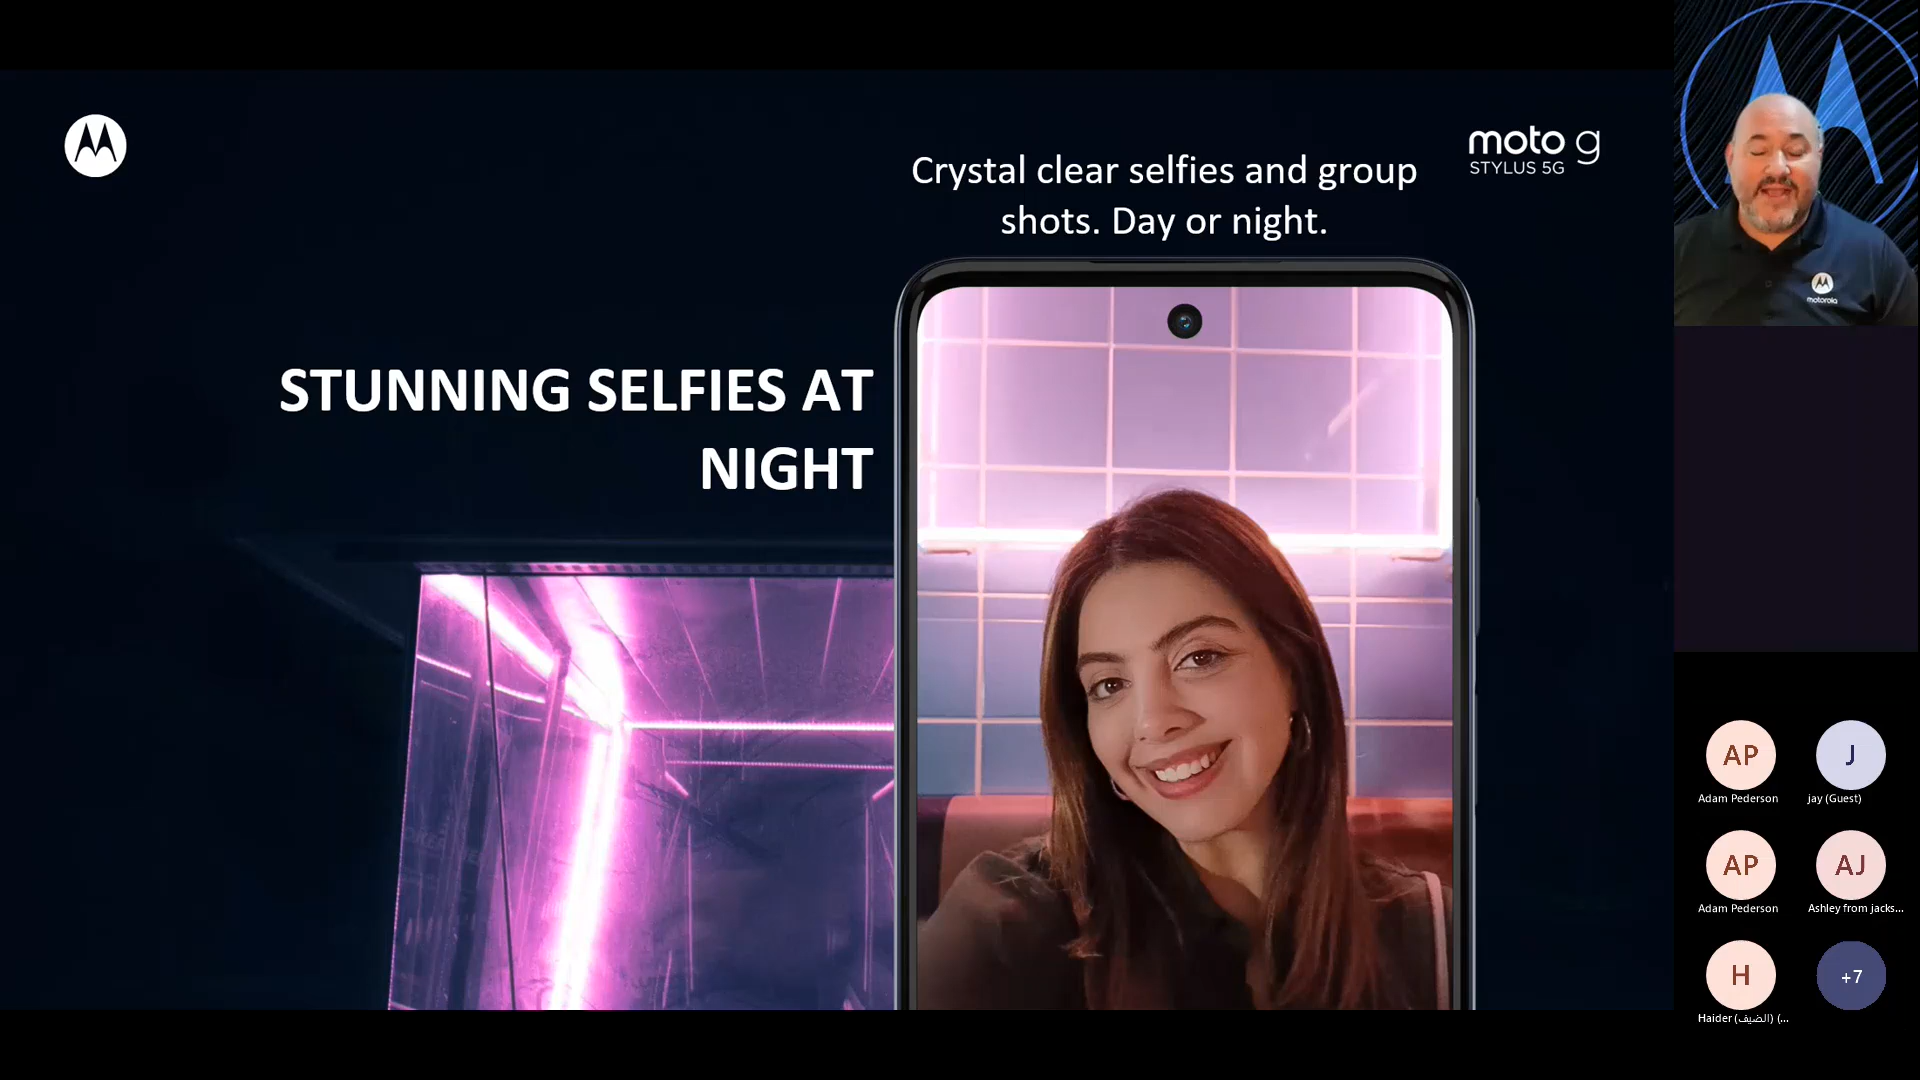 moto g
STYLUS 5G
Crystal clear selfies and group
shots. Day or night.
STUNNING SELFIES AT
NIGHT
motorola
AP
Adam Pederson
J
jay (Guest)
AP
Adam Pederson
AJ
Ashley from jacks...
H
Haider (الضيف) (...
+7